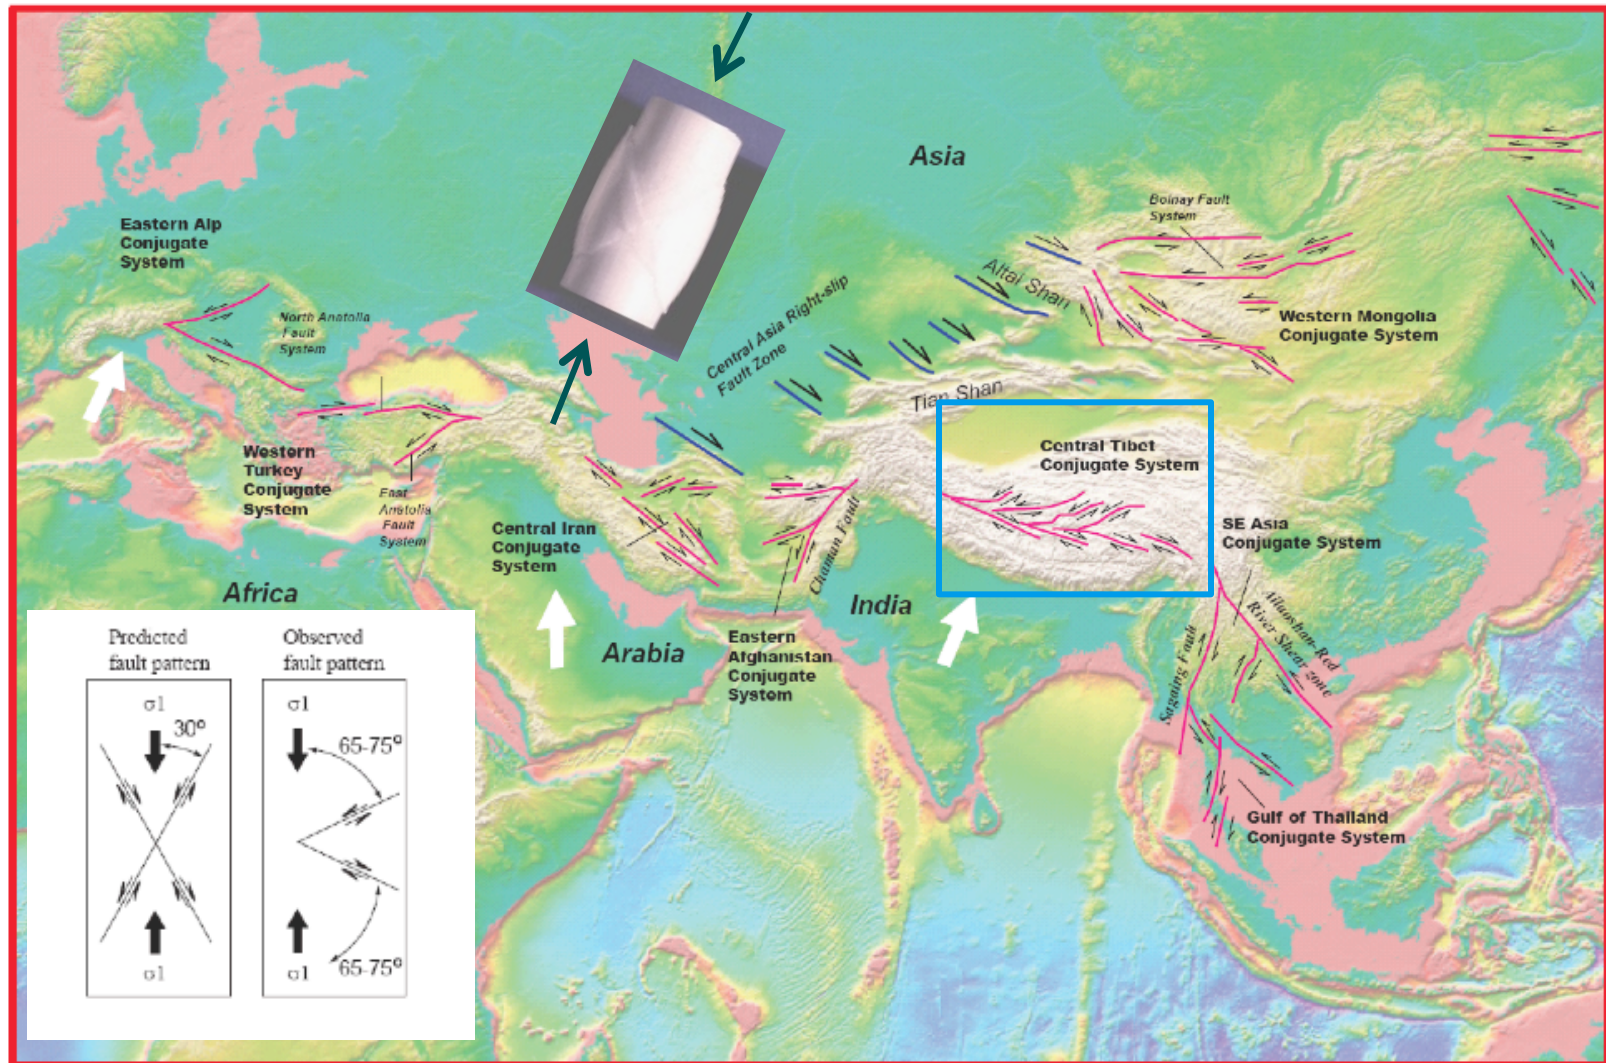 Asia
Bolnay Fault
System
Eastern Alp
Conjugate
System
Altai Shan
North Anatolia
Fault
System
Central Asia Right-slip
Fault Zone
Western Mongolia
Conjugate System
Tian Shan
Central Tibet
Conjugate System
Western
Turkey
Conjugate
System
East
Anatolia
Fault
System
Central Iran
Conjugate
System
Chaman Fault
SE Asia
Conjugate System
Africa
India
Arabia
Eastern
Afghanistan
Conjugate
System
Sagaing Fault
Ailaoshan-Red
River Shear zone
Gulf of Thailand
Conjugate System
Predicted
fault pattern
σ1
30°
σ1
Observed
fault pattern
σ1
65-75°
σ1
65-75°